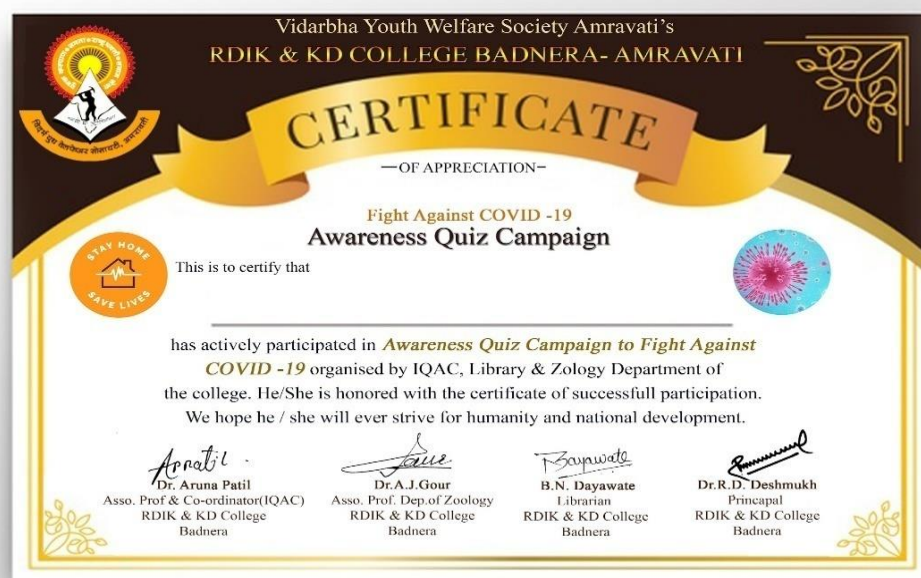 Vidarbha Youth Welfare Society Amravati's
RDIK & KD COLLEGE BADNERA- AMRAVATI
CERTIFICATE
—OF APPRECIATION–
Fight Against COVID -19
Awareness Quiz Campaign
STAY HOME
SAVE LIVES
This is to certify that
has actively participated in Awareness Quiz Campaign to Fight Against
COVID -19 organised by IQAC, Library & Zology Department of
the college. He/She is honored with the certificate of successfull participation.
We hope he / she will ever strive for humanity and national development.
Dr. Aruna Patil
Asso. Prof & Co-ordinator(IQAC)
RDIK & KD College
Badnera
Dr.A.J.Gour
Asso. Prof. Dep.of Zoology
RDIK & KD College
Badnera
B.N. Dayawate
Librarian
RDIK & KD College
Badnera
Dr.R.D. Deshmukh
Princapal
RDIK & KD College
Badnera